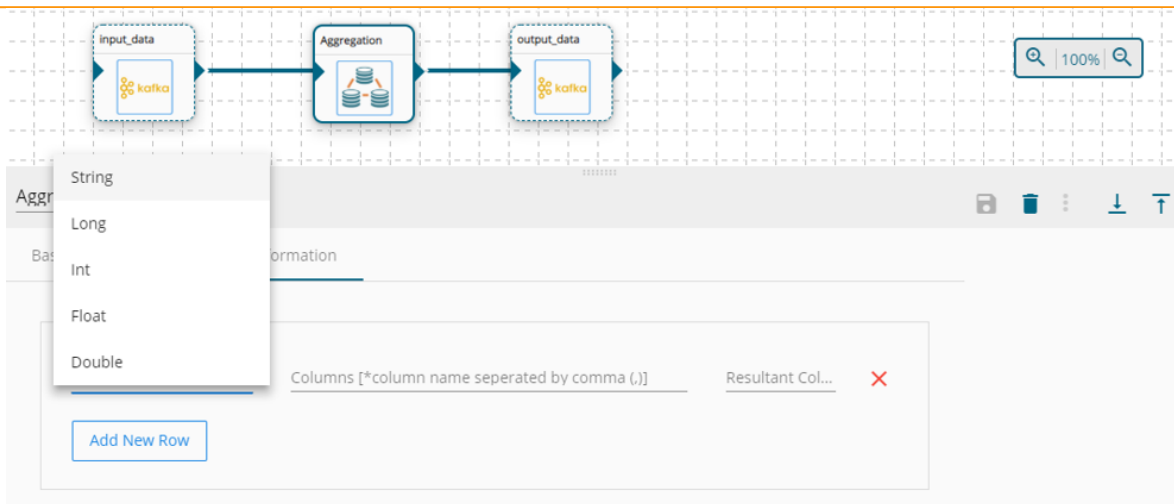 input_data
Aggregation
output_data
kafka
kafka
100%
String
Aggr
Long
Bas
ormation
Int
Float
Double
Columns [*column name seperated by comma (,)]
Resultant Col...
Add New Row